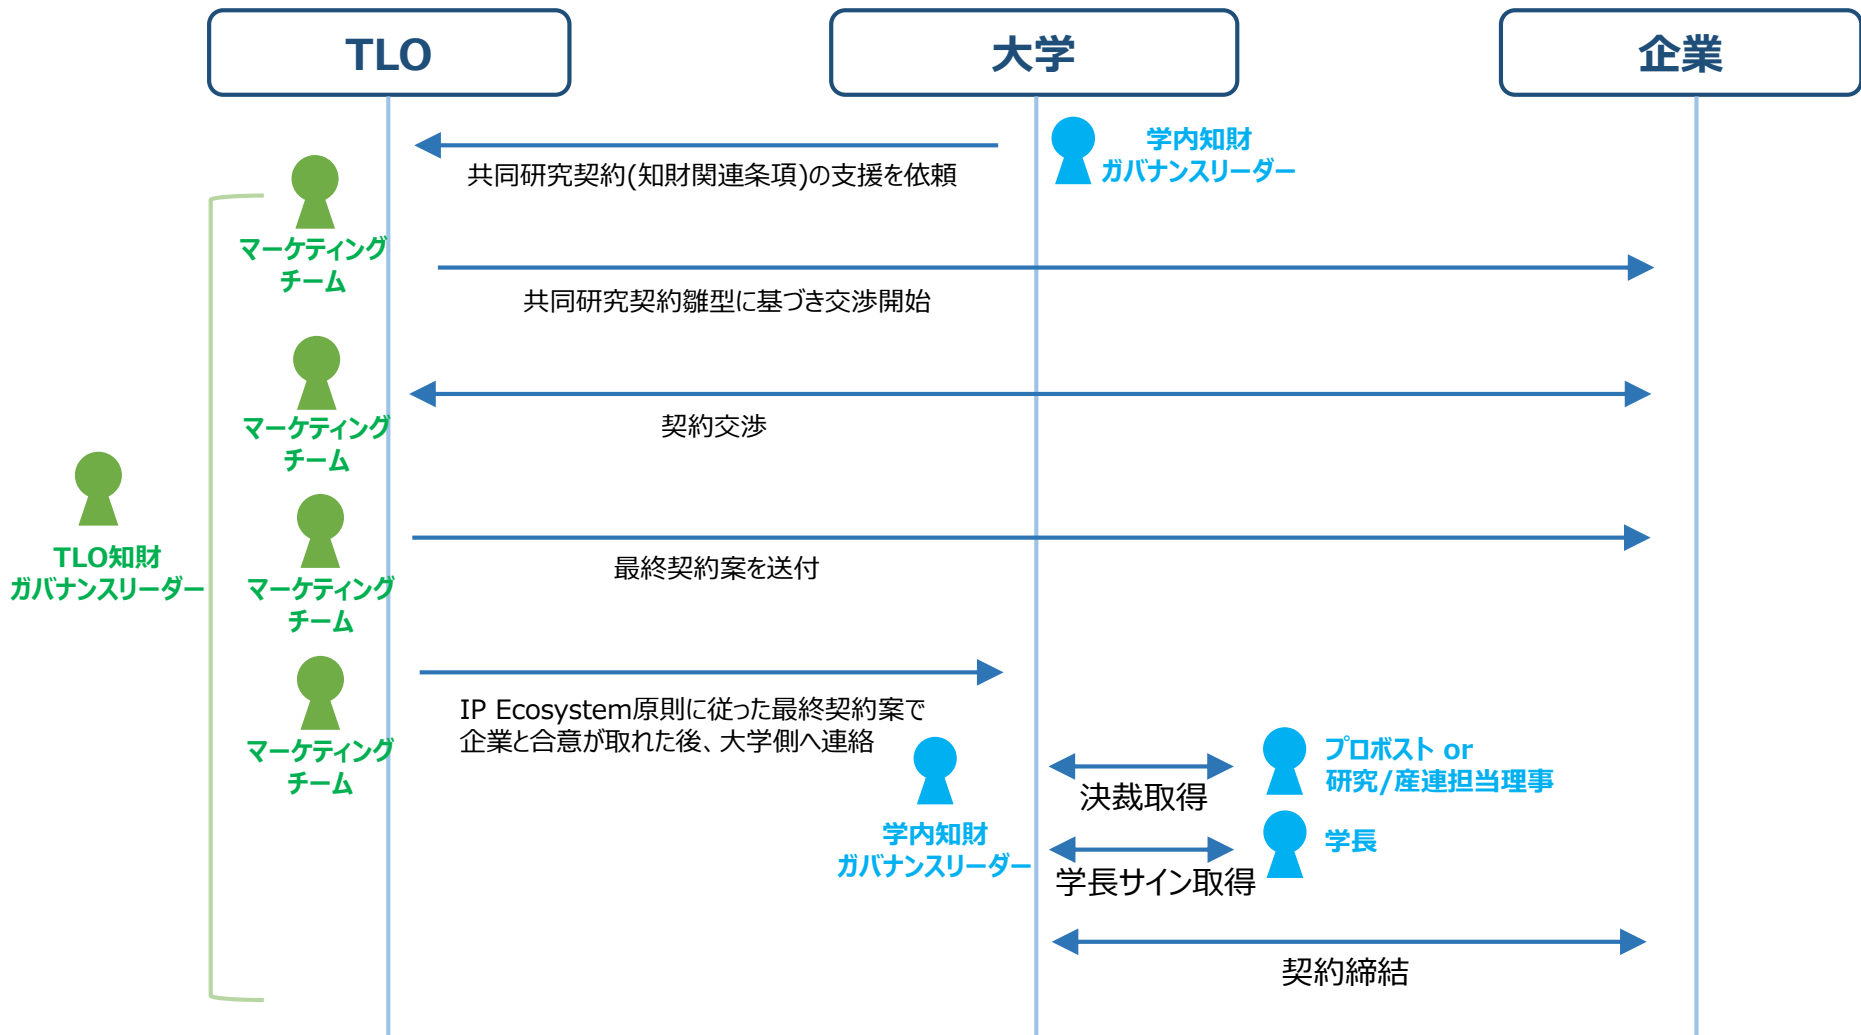 TLO
大学
企業
学内知財
ガバナンスリーダー
共同研究契約(知財関連条項)の支援を依頼
マーケティング
チーム
共同研究契約雛型に基づき交渉開始
マーケティング
チーム
契約交渉
TLO知財
ガバナンスリーダー
マーケティング
チーム
最終契約案を送付
マーケティング
チーム
IP Ecosystem原則に従った最終契約案で
企業と合意が取れた後、大学側へ連絡
学内知財
ガバナンスリーダー
決裁取得
プロボスト or
研究/産連担当理事
学長サイン取得
学長
契約締結